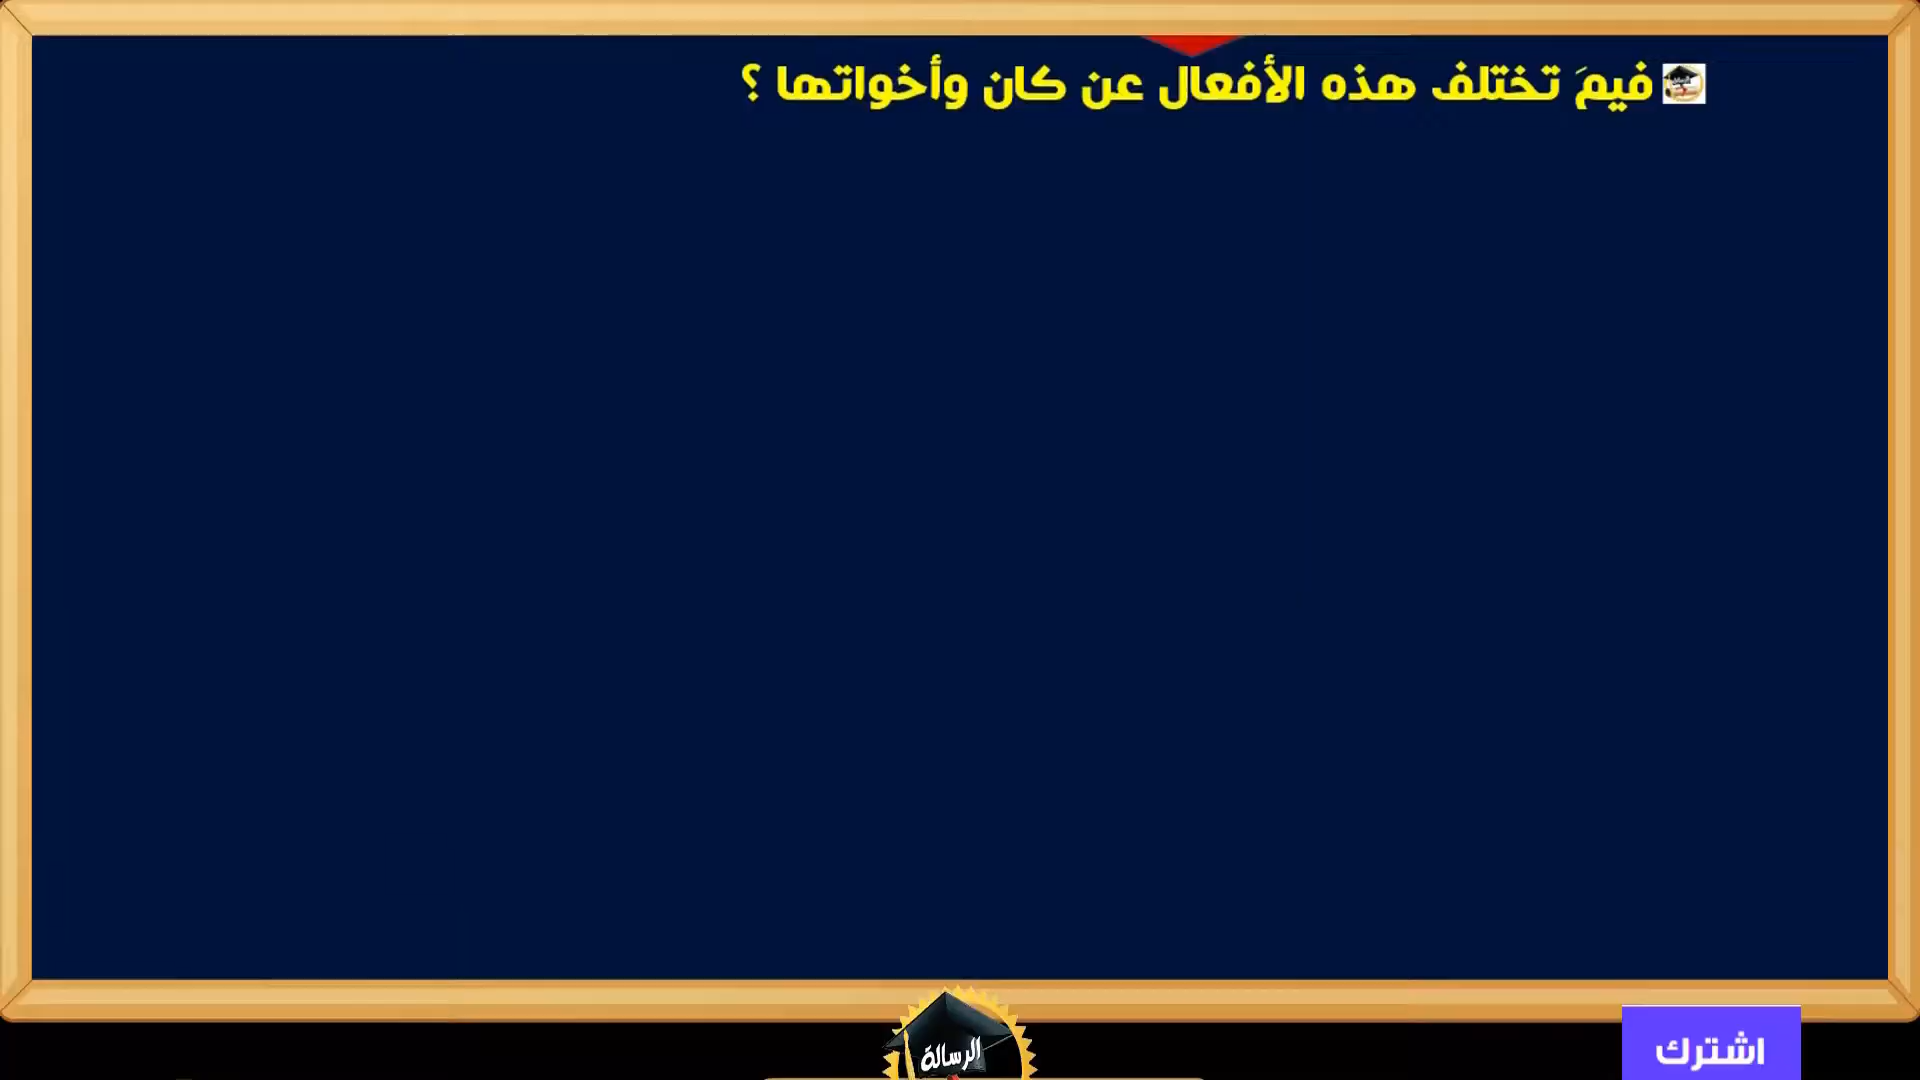 فيمَ تختلف هذه الأفعال عن كان وأخواتها ؟
الرسالة
اشترك